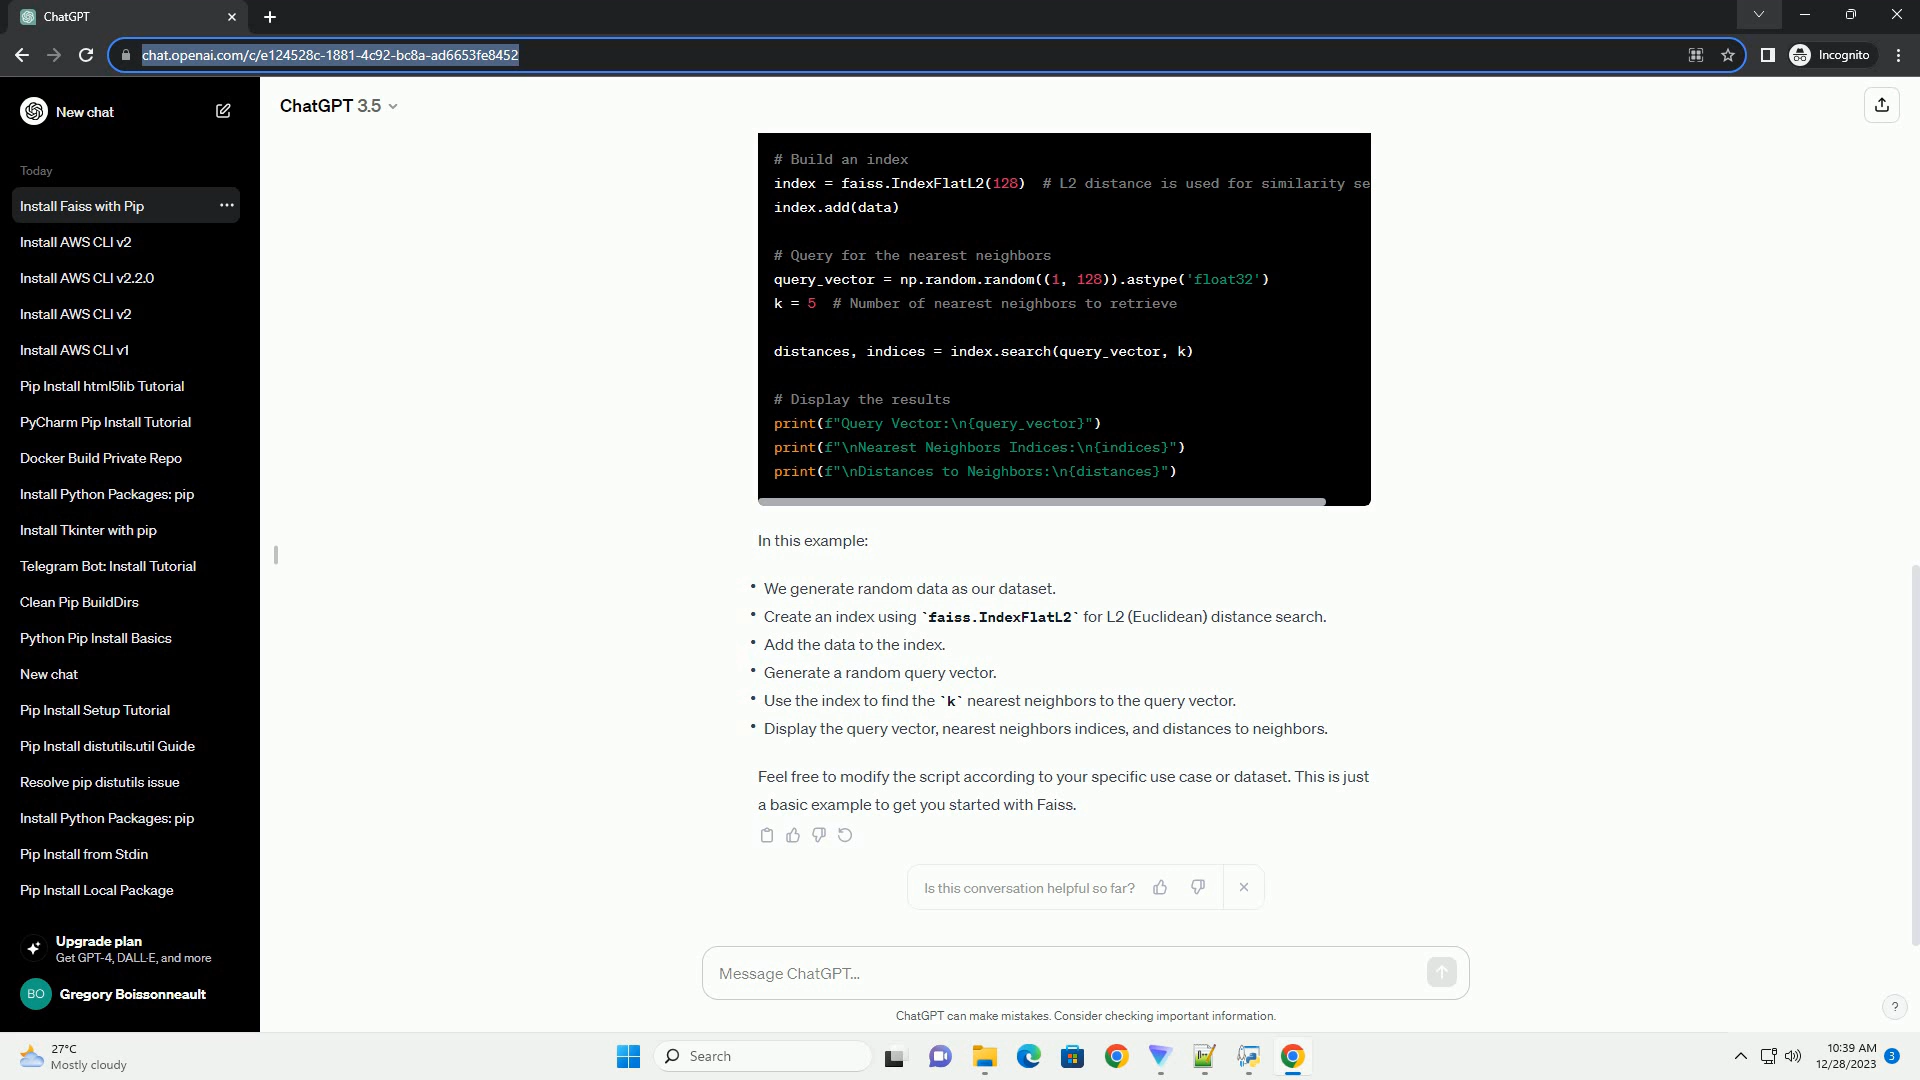 ChatGPT
chat.openai.com/c/e124528c-1881-4c92-bc8a-ad6653fe8452
Incognito
New chat
ChatGPT 3.5
Today
Install Faiss with Pip
Install AWS CLI v2
Install AWS CLI v2.2.0
Install AWS CLI v2
Install AWS CLI v1
Pip Install html5lib Tutorial
PyCharm Pip Install Tutorial
Docker Build Private Repo
Install Python Packages: pip
Install Tkinter with pip
Telegram Bot: Install Tutorial
Clean Pip BuildDirs
Python Pip Install Basics
New chat
Pip Install Setup Tutorial
Pip Install distutils.util Guide
Resolve pip distutils issue
Install Python Packages: pip
Pip Install from Stdin
Pip Install Local Package
Upgrade plan
Get GPT-4, DALL·E, and more
BO
Gregory Boissonneault
# Build an index
index = faiss.IndexFlatL2(128)  # L2 distance is used for similarity se
index.add(data)
# Query for the nearest neighbors
query_vector = np.random.random((1, 128)).astype('float32')
k = 5  # Number of nearest neighbors to retrieve
distances, indices = index.search(query_vector, k)
# Display the results
print(f"Query Vector:\n{query_vector}")
print(f"\nNearest Neighbors Indices:\n{indices}")
print(f"\nDistances to Neighbors:\n{distances}")
In this example:
• We generate random data as our dataset.
• Create an index using `faiss.IndexFlatL2` for L2 (Euclidean) distance search.
• Add the data to the index.
• Generate a random query vector.
• Use the index to find the `k` nearest neighbors to the query vector.
• Display the query vector, nearest neighbors indices, and distances to neighbors.
Feel free to modify the script according to your specific use case or dataset. This is just
a basic example to get you started with Faiss.
Is this conversation helpful so far?
Message ChatGPT...
ChatGPT can make mistakes. Consider checking important information.
?
27°C
Mostly cloudy
Search
10:39 AM
12/28/2023
3